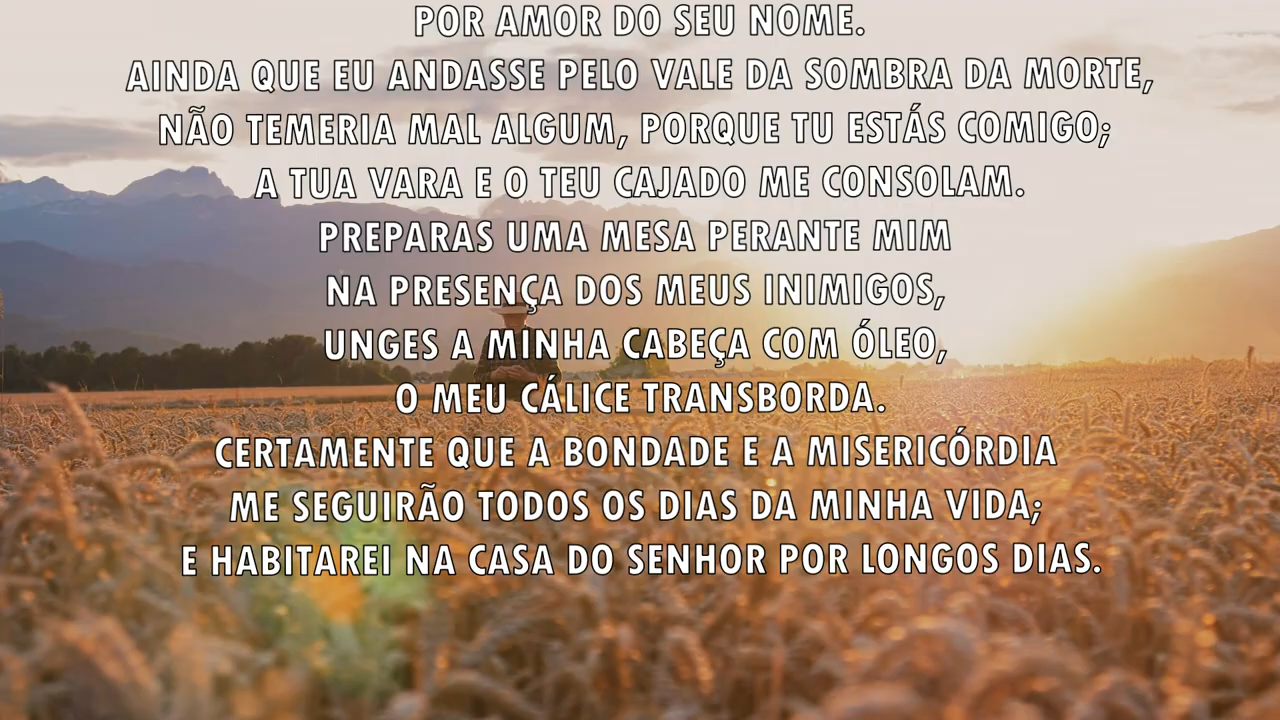 POR AMOR DO SEU NOME.
AINDA QUE EU ANDASSE PELO VALE DA SOMBRA DA MORTE,
NÃO TEMERIA MAL ALGUM, PORQUE TU ESTÁS COMIGO;
A TUA VARA E O TEU CAJADO ME CONSOLAM.
PREPARAS UMA MESA PERANTE MIM
NA PRESENÇA DOS MEUS INIMIGOS,
UNGES A MINHA CABEÇA COM ÓLEO,
O MEU CÁLICE TRANSBORDA.
CERTAMENTE QUE A BONDADE E A MISERICÓRDIA
ME SEGUIRÃO TODOS OS DIAS DA MINHA VIDA;
E HABITAREI NA CASA DO SENHOR POR LONGOS DIAS.